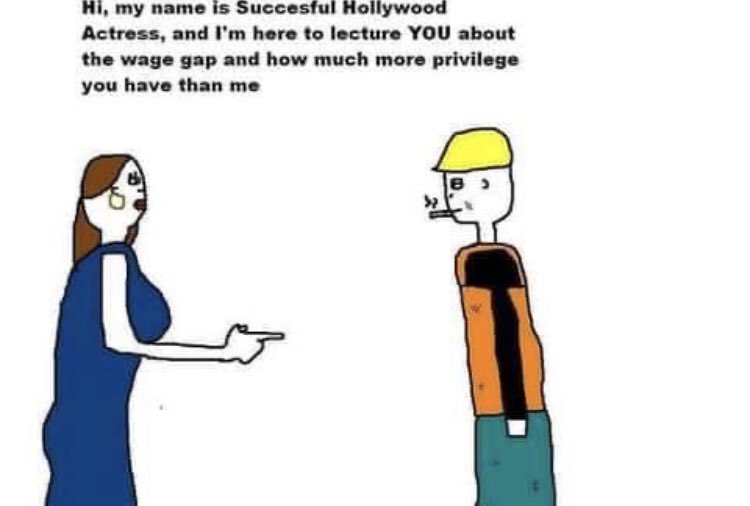 Hi, my name is Succesful Hollywood
Actress, and I'm here to lecture YOU about
the wage gap and how much more privilege
you have than me